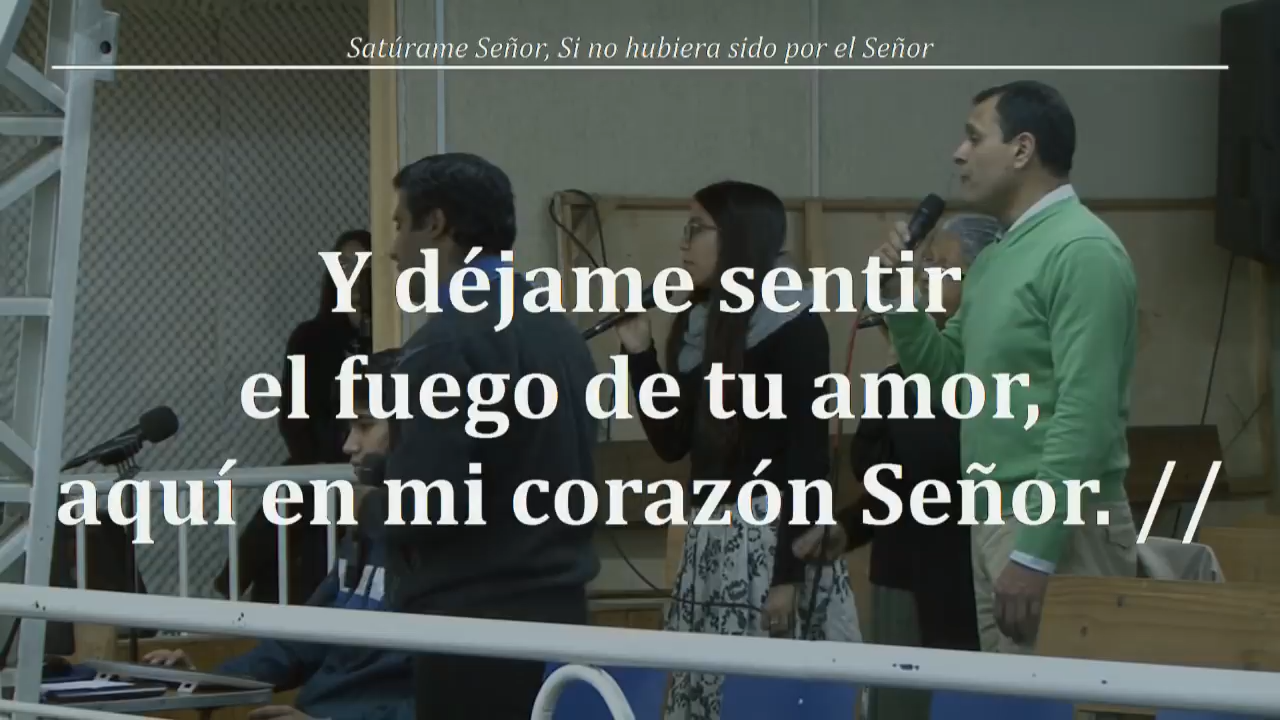 Satúrame Señor, Si no hubiera sido por el Señor
Y déjame sentir
el fuego de tu amor,
aquí en mi corazón Señor. //